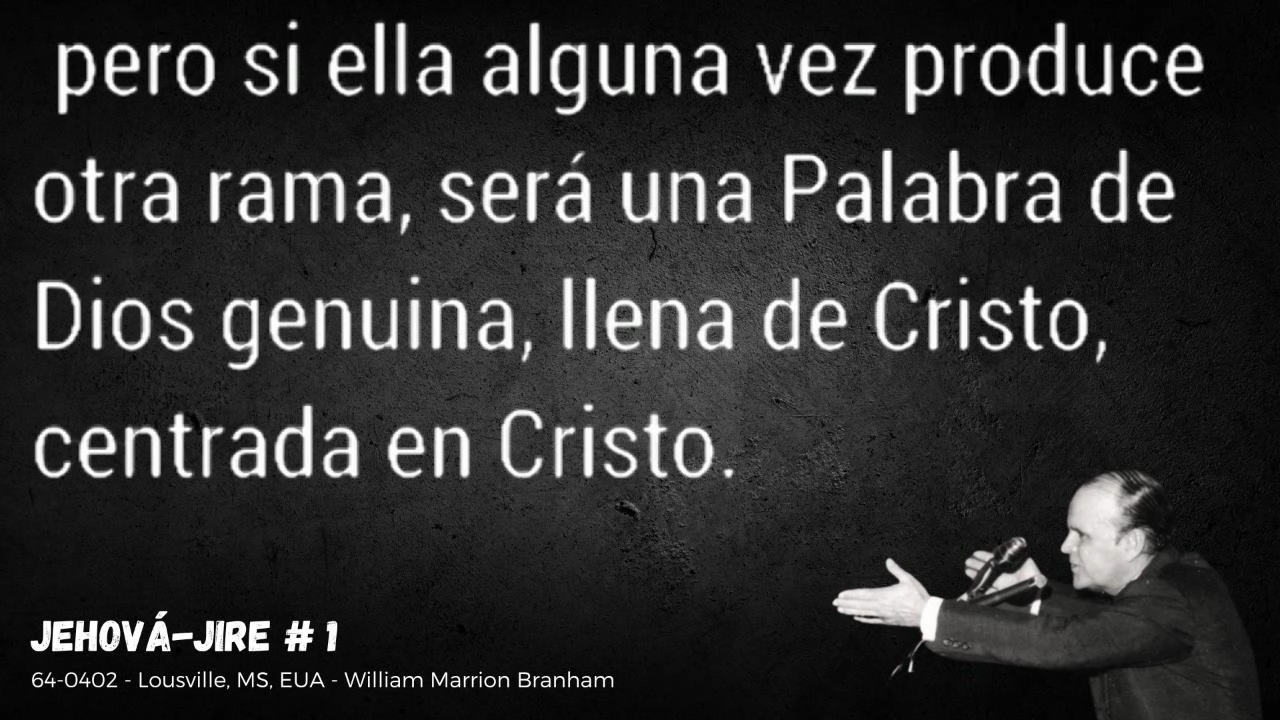 pero si ella alguna vez produce
otra rama, será una Palabra de
Dios genuina, llena de Cristo,
centrada en Cristo.
JEHOVÁ-JIRE # 1
64-0402 - Lousville, MS, EUA - William Marrion Branham